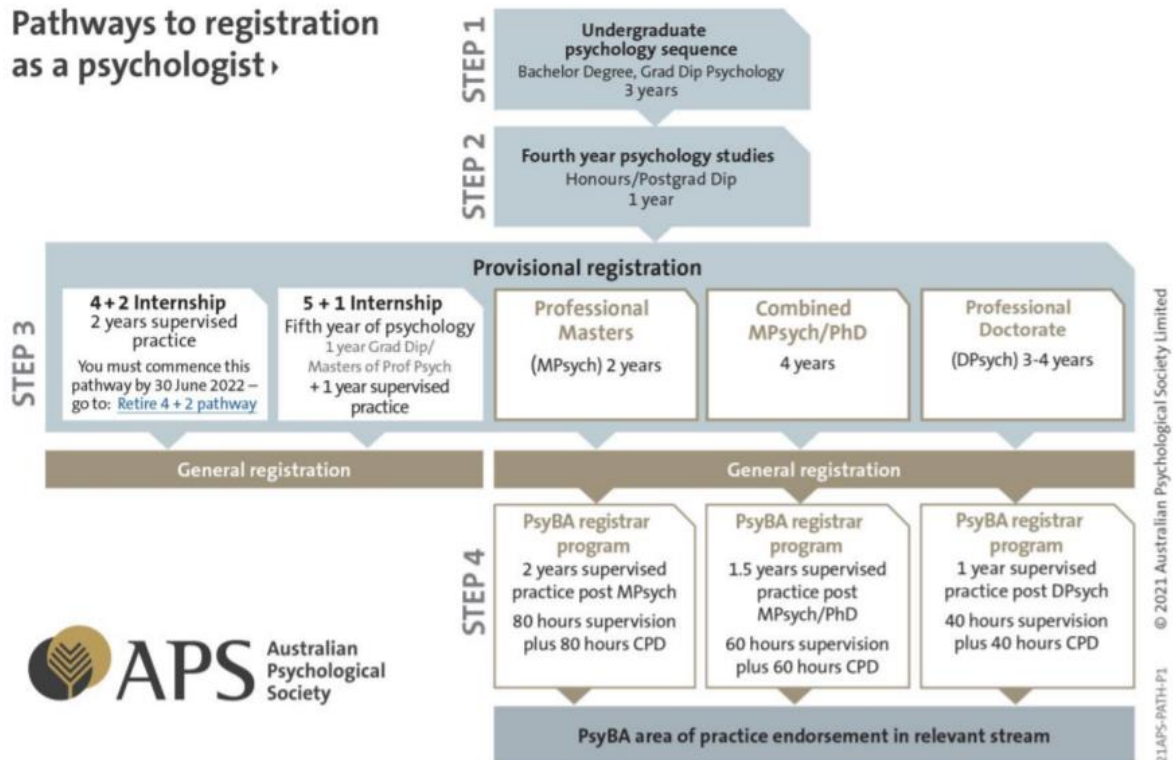 Pathways to registration
as a psychologist ›
STEP 1
Undergraduate
psychology sequence
Bachelor Degree, Grad Dip Psychology
3 years
STEP 2
Fourth year psychology studies
Honours/Postgrad Dip
1 year
STEP 3
Provisional registration
4 + 2 Internship
2 years supervised
practice
You must commence this
pathway by 30 June 2022 –
go to: Retire 4 + 2 pathway
5 + 1 Internship
Fifth year of psychology
1 year Grad Dip/
Masters of Prof Psych
+ 1 year supervised
practice
Professional
Masters
(MPsych) 2 years
Combined
MPsych/PhD
4 years
Professional
Doctorate
(DPsych) 3-4 years
General registration
General registration
STEP 4
PsyBA registrar
program
2 years supervised
practice post MPsych
80 hours supervision
plus 80 hours CPD
PsyBA registrar
program
1.5 years supervised
practice post
MPsych/PhD
60 hours supervision
plus 60 hours CPD
PsyBA registrar
program
1 year supervised
practice post DPsych
40 hours supervision
plus 40 hours CPD
PsyBA area of practice endorsement in relevant stream
APS
Australian
Psychological
Society
© 2021 Australian Psychological Society Limited
21APS-PATH-P1